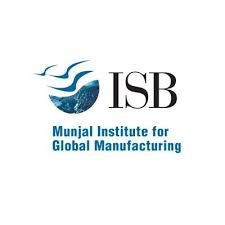 ISB
Munjal Institute for
Global Manufacturing